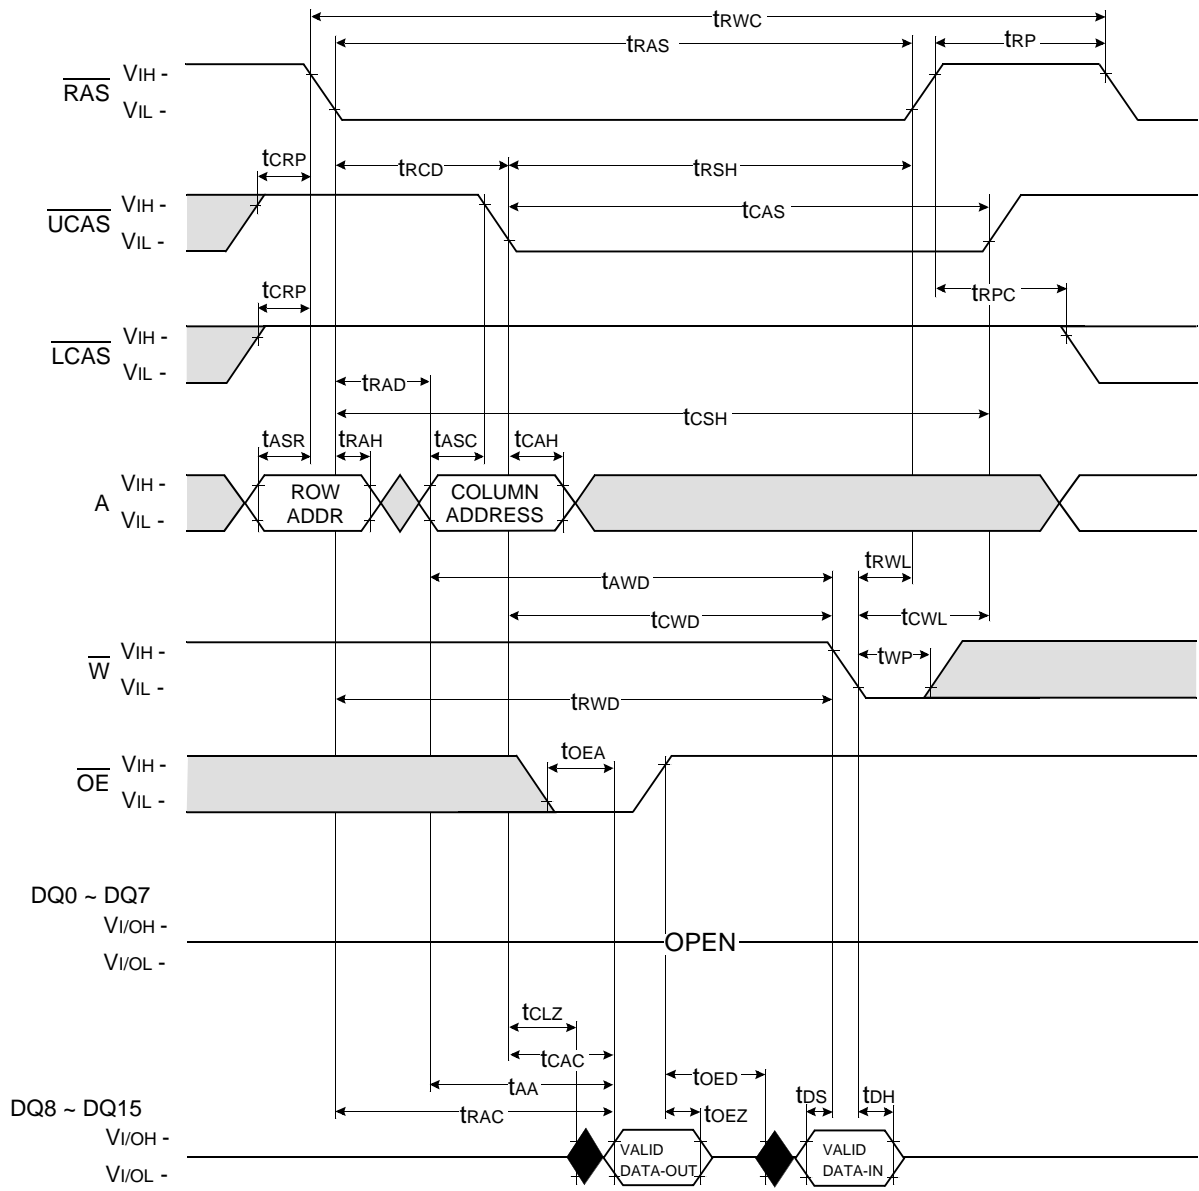 tRWC
tRAS
tRP
RAS
VIH -
VIL -
tCRP
tRCD
tRSH
UCAS
VIH -
VIL -
tCAS
tCRP
tRPC
LCAS
VIH -
VIL -
tRAD
tCSH
tASR
tRAH
tASC
tCAH
A
VIH -
VIL -
ROW
ADDR
COLUMN
ADDRESS
tAWD
tRWL
tCWD
tCWL
W
VIH -
VIL -
tWP
tRWD
OE
VIH -
VIL -
tOEA
DQ0 ~ DQ7
VI/OH -
VI/OL -
OPEN
tCLZ
tCAC
tAA
tOED
tRAC
tOEZ
tDS
tDH
DQ8 ~ DQ15
VI/OH -
VI/OL -
VALID
DATA-OUT
VALID
DATA-IN